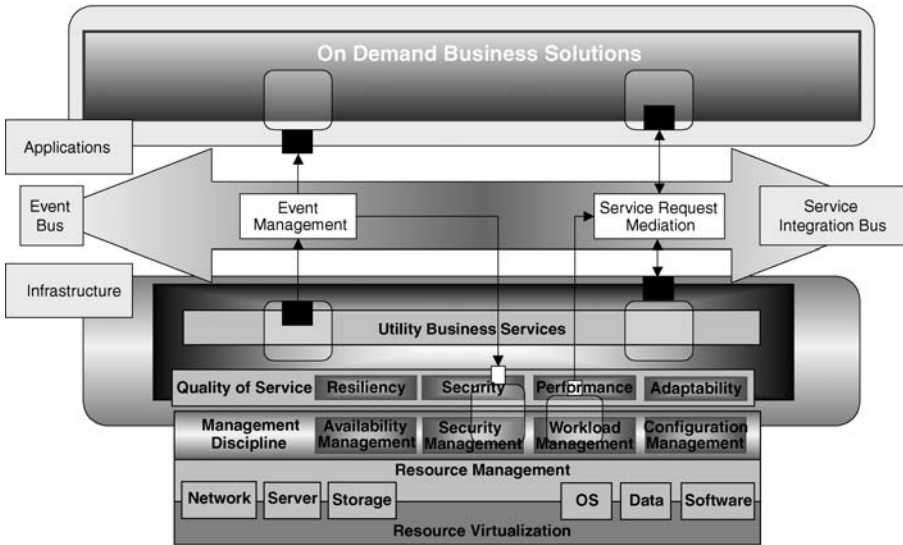 On Demand Business Solutions
Applications
Event
Bus
Event
Management
Service Request
Mediation
Service
Integration Bus
Infrastructure
Utility Business Services
Quality of Service
Resiliency
Security
Performance
Adaptability
Management
Discipline
Availability
Management
Security
Management
Workload
Management
Configuration
Management
Resource Management
Network
Server
Storage
OS
Data
Software
Resource Virtualization